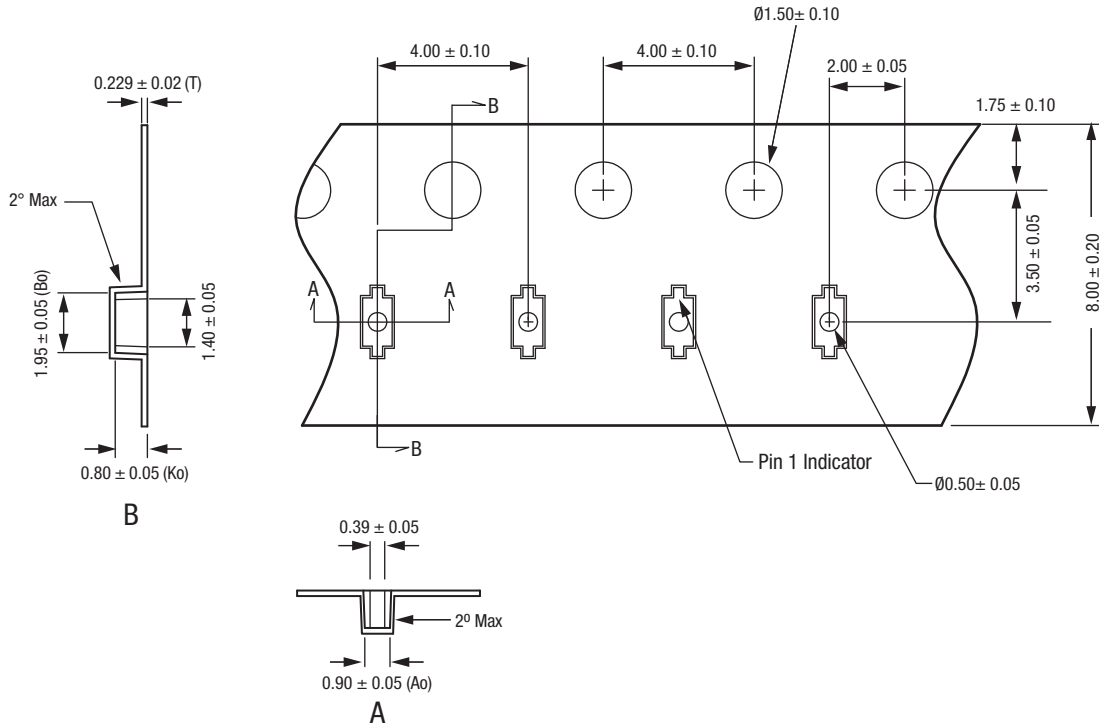 Ø1.50± 0.10
4.00 ± 0.10
4.00 ± 0.10
2.00 ± 0.05
0.229 ± 0.02 (T)
B
1.75 ± 0.10
2° Max
3.50 ± 0.05
8.00 ± 0.20
A
A
1.95 ± 0.05 (Bo)
1.40 ± 0.05
B
Pin 1 Indicator
0.80 ± 0.05 (Ko)
Ø0.50± 0.05
B
0.39 ± 0.05
2º Max
0.90 ± 0.05 (Ao)
A